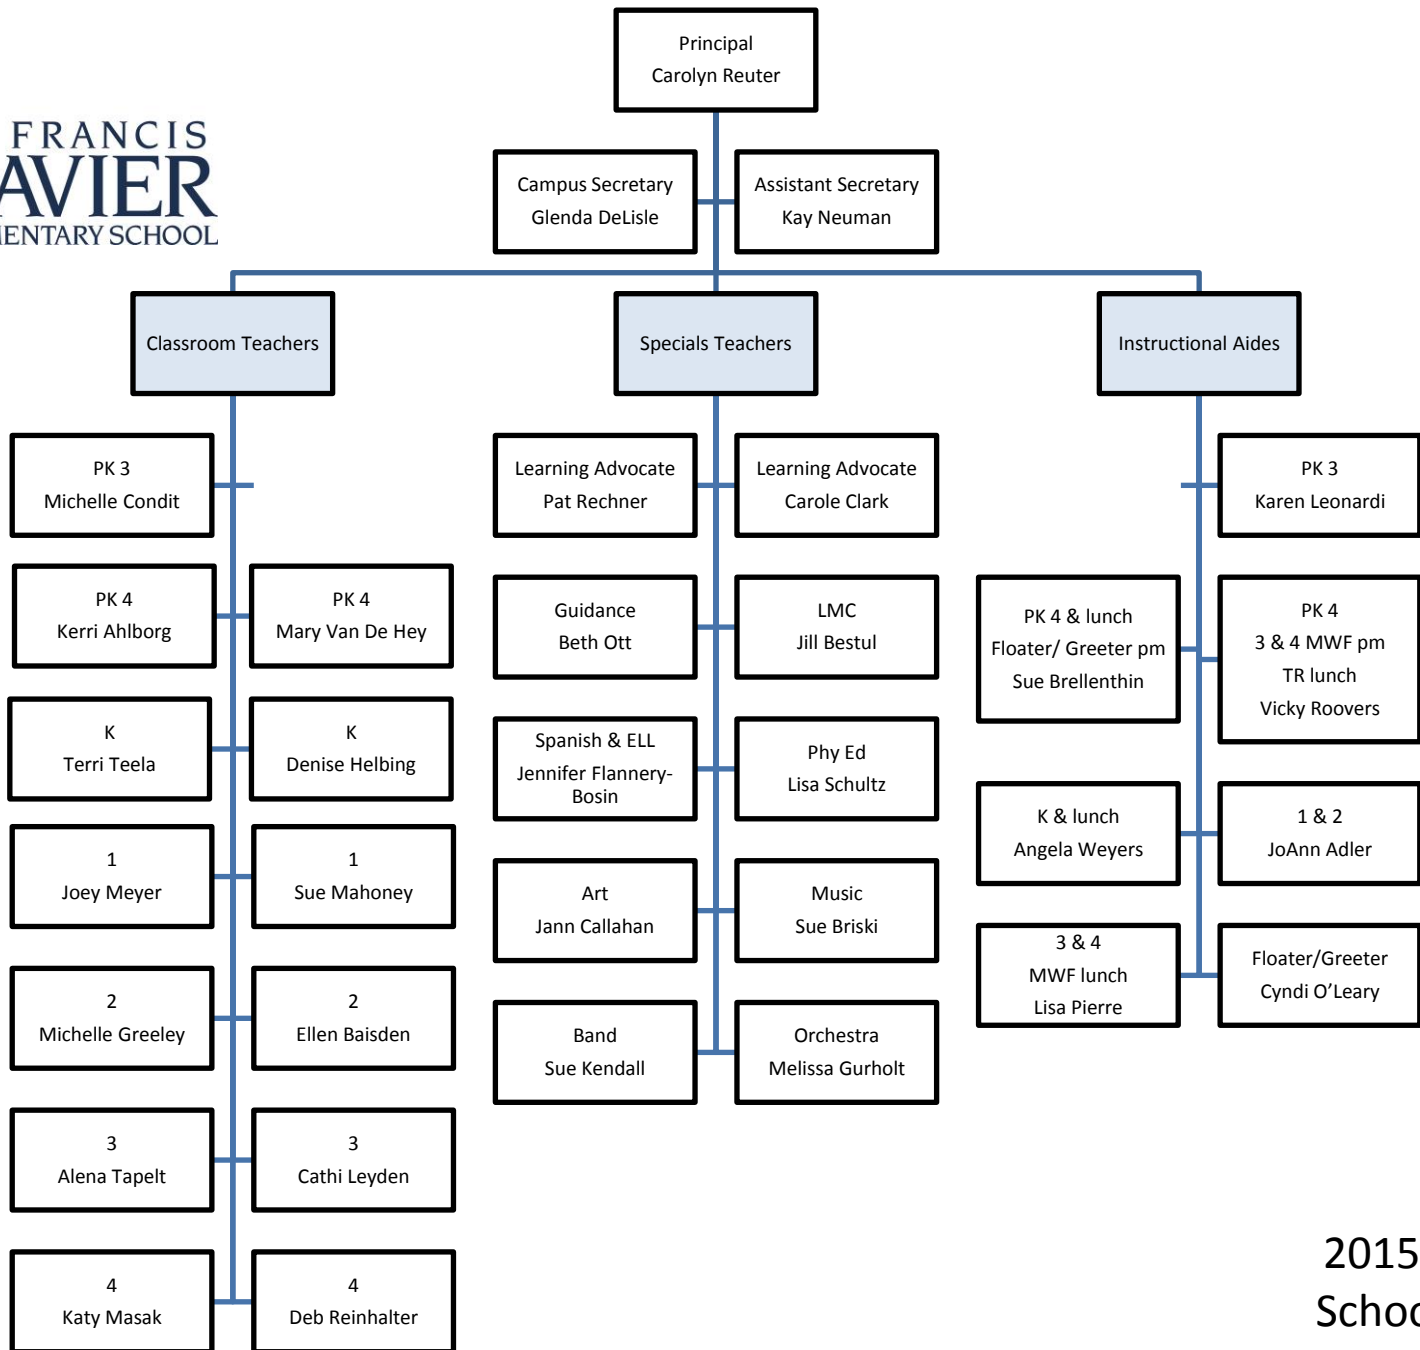 Principal
Carolyn Reuter
FRANCIS
AVIER
MENTARY SCHOOL
Campus Secretary
Glenda DeLisle
Assistant Secretary
Kay Neuman
Classroom Teachers
Specials Teachers
Instructional Aides
PK 3
Michelle Condit
PK 4
Kerri Ahlborg
PK 4
Mary Van De Hey
K
Terri Teela
K
Denise Helbing
1
Joey Meyer
1
Sue Mahoney
2
Michelle Greeley
2
Ellen Baisden
3
Alena Tapelt
3
Cathi Leyden
4
Katy Masak
4
Deb Reinhalter
Learning Advocate
Pat Rechner
Learning Advocate
Carole Clark
Guidance
Beth Ott
LMC
Jill Bestul
Spanish & ELL
Jennifer Flannery-
Bosin
Phy Ed
Lisa Schultz
Art
Jann Callahan
Music
Sue Briski
Band
Sue Kendall
Orchestra
Melissa Gurholt
PK 3
Karen Leonardi
PK 4 & lunch
Floater/ Greeter pm
Sue Brellenthin
PK 4
3 & 4 MWF pm
TR lunch
Vicky Roovers
K & lunch
Angela Weyers
1 & 2
JoAnn Adler
3 & 4
MWF lunch
Lisa Pierre
Floater/Greeter
Cyndi O’Leary
2015
Schoo